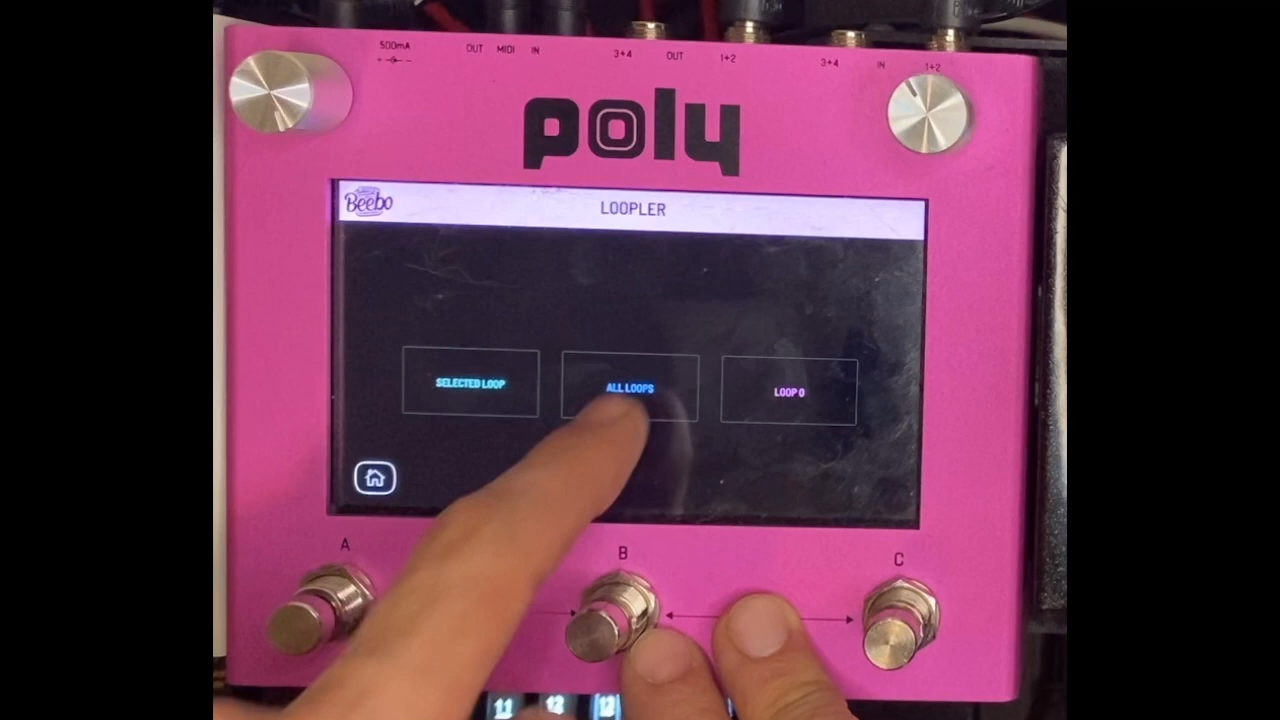 500mA
OUT MIDI IN
3+4 OUT 1+2
3+4 IN 1+2
poly
Beebo
LOOPLER
SELECTED LOOP
ALL LOOPS
LOOP 0
A
B
C
11 12 13